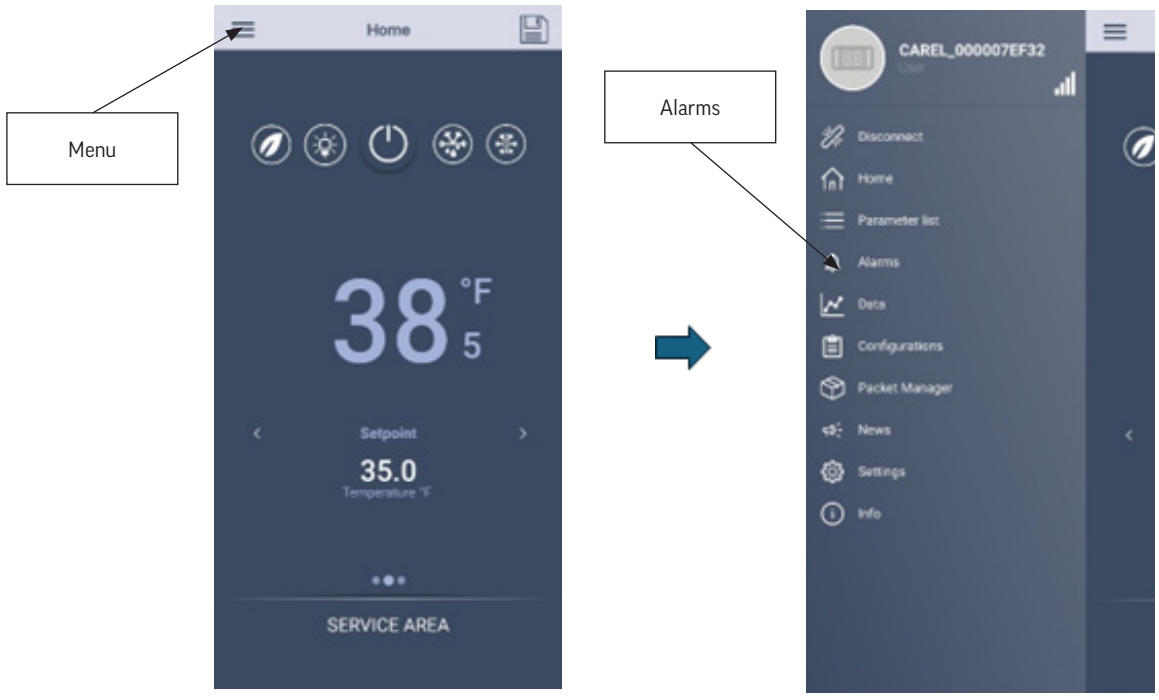 Home
Menu
38 °F
5
Setpoint
35.0
Temperature °F
SERVICE AREA
Alarms
CAREL_000007EF32
User
Disconnect
Home
Parameter list
Alarms
Data
Configurations
Packet Manager
News
Settings
Info